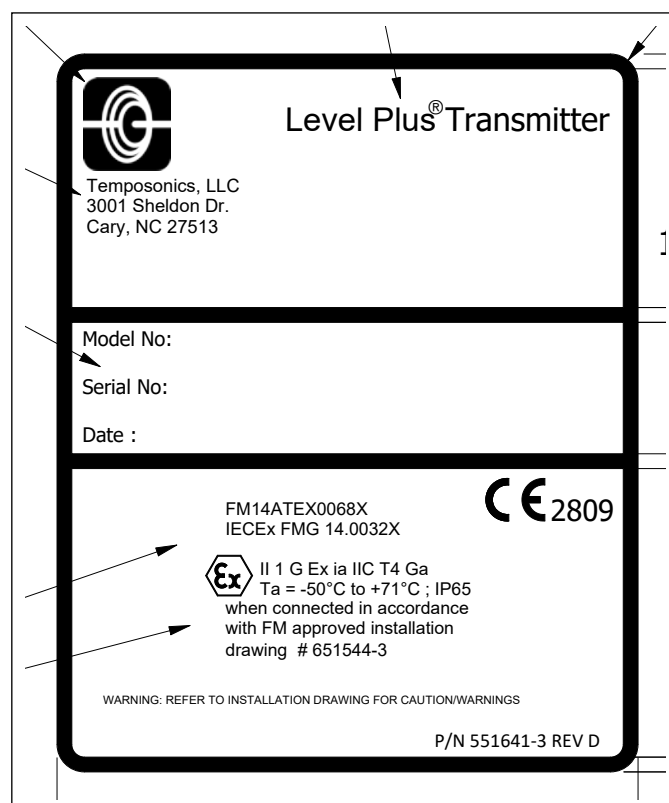 Level Plus® Transmitter
Temposonics, LLC
3001 Sheldon Dr.
Cary, NC 27513
Model No:
Serial No:
Date :
FM14ATEX0068X
IECEx FMG 14.0032X
CE 2809
Ex II 1 G Ex ia IIC T4 Ga
Ta = -50°C to +71°C ; IP65
when connected in accordance
with FM approved installation
drawing # 651544-3
WARNING: REFER TO INSTALLATION DRAWING FOR CAUTION/WARNINGS
P/N 551641-3 REV D